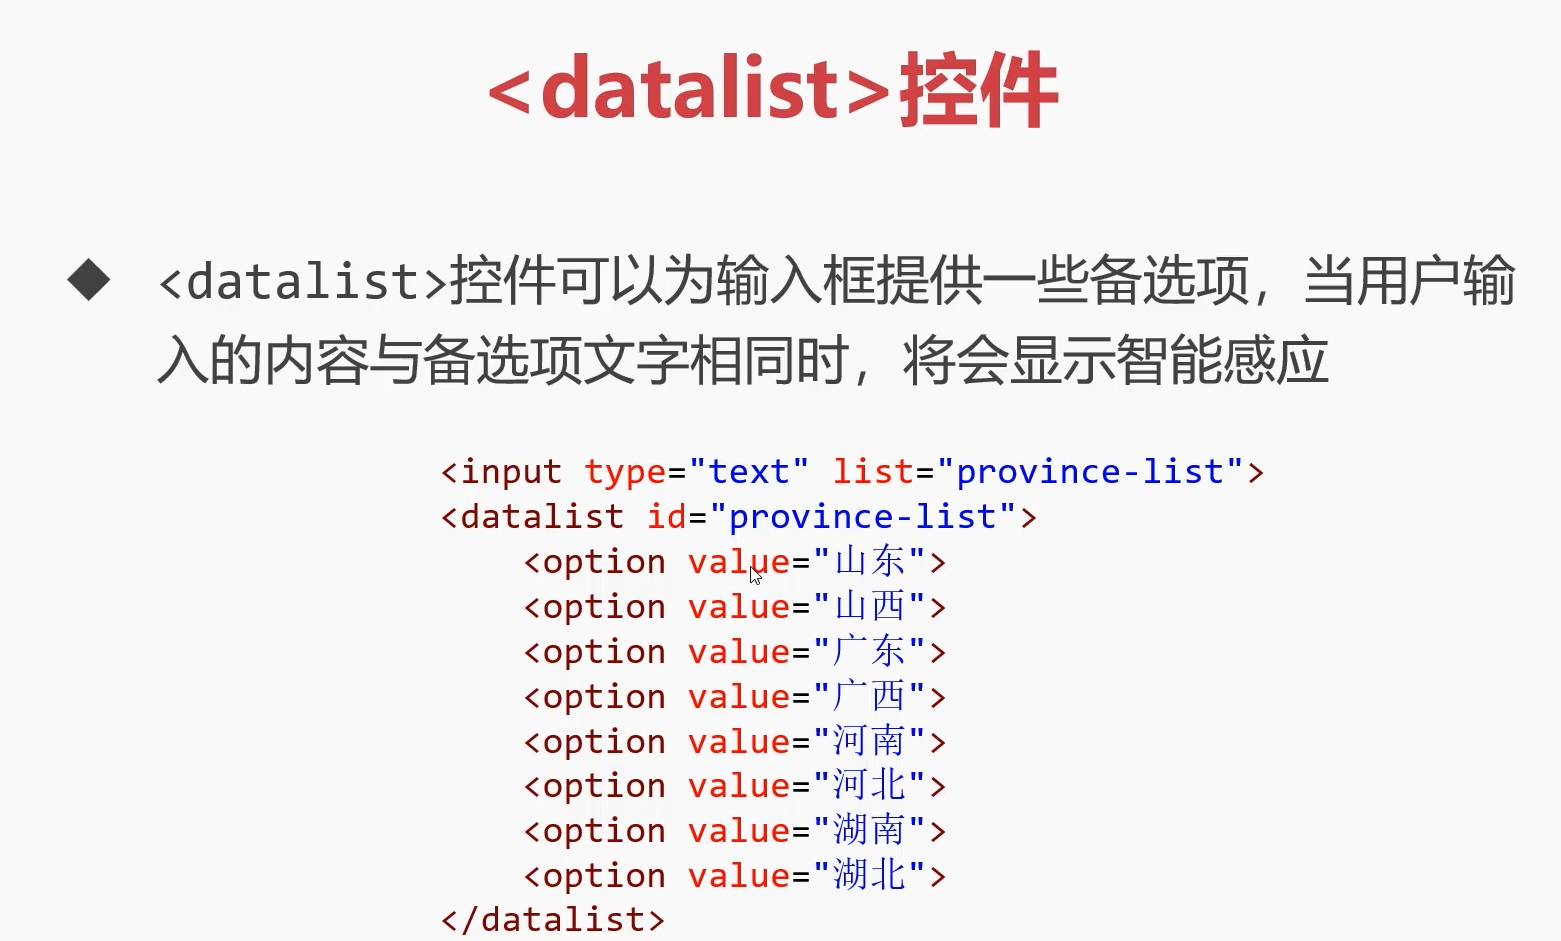 <datalist>控件
<datalist>控件可以为输入框提供一些备选项，当用户输
入的内容与备选项文字相同时，将会显示智能感应
<input type="text" list="province-list">
<datalist id="province-list">
    <option value="山东">
    <option value="山西">
    <option value="广东">
    <option value="广西">
    <option value="河南">
    <option value="河北">
    <option value="湖南">
    <option value="湖北">
</datalist>